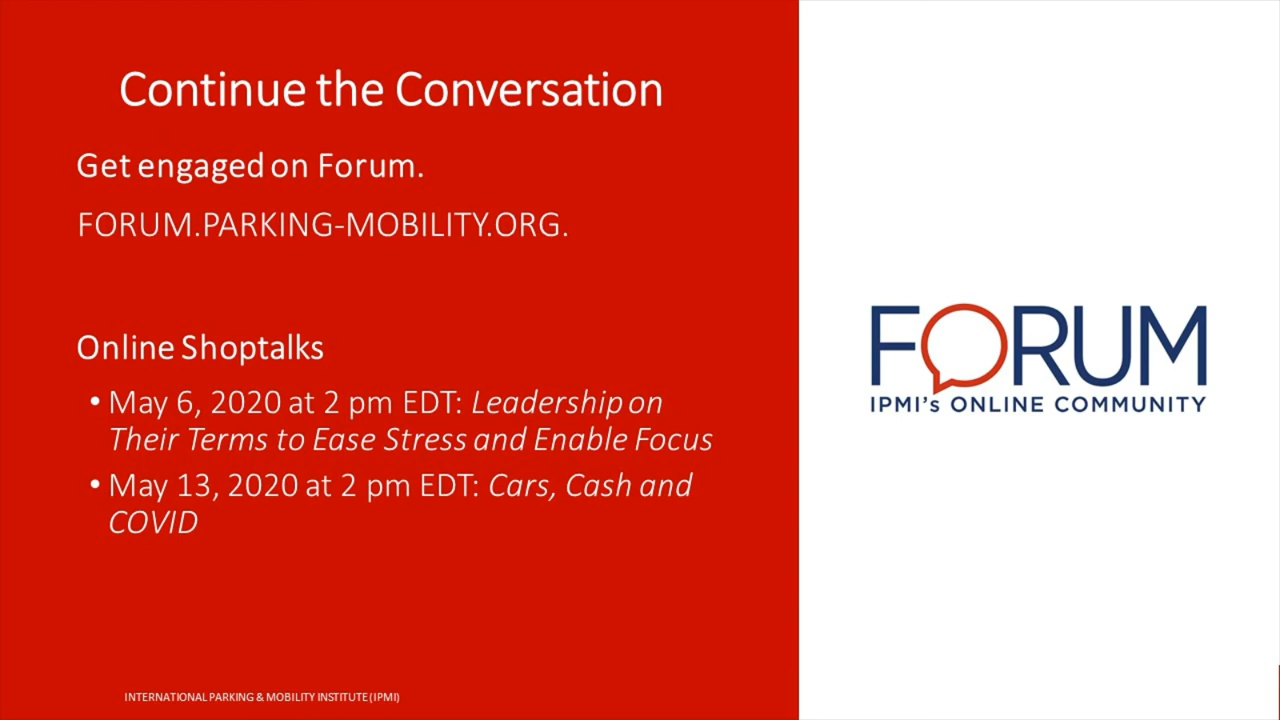 Continue the Conversation
Get engaged on Forum.
FORUM.PARKING-MOBILITY.ORG.
Online Shoptalks
• May 6, 2020 at 2 pm EDT: Leadership on
Their Terms to Ease Stress and Enable Focus
• May 13, 2020 at 2 pm EDT: Cars, Cash and
COVID
INTERNATIONAL PARKING & MOBILITY INSTITUTE (IPMI)
FORUM
IPMI's ONLINE COMMUNITY